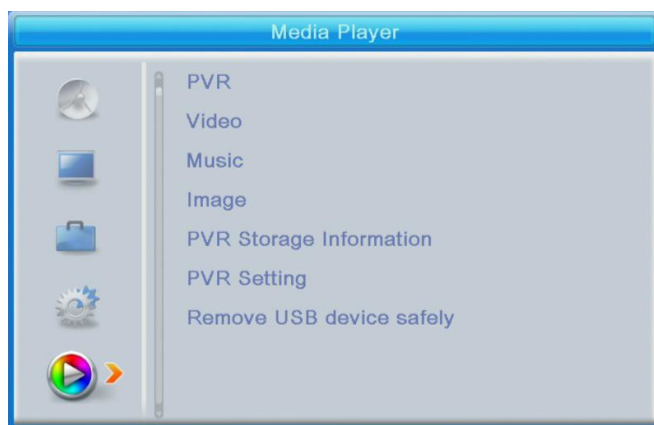 Media Player
PVR
Video
Music
Image
PVR Storage Information
PVR Setting
Remove USB device safely